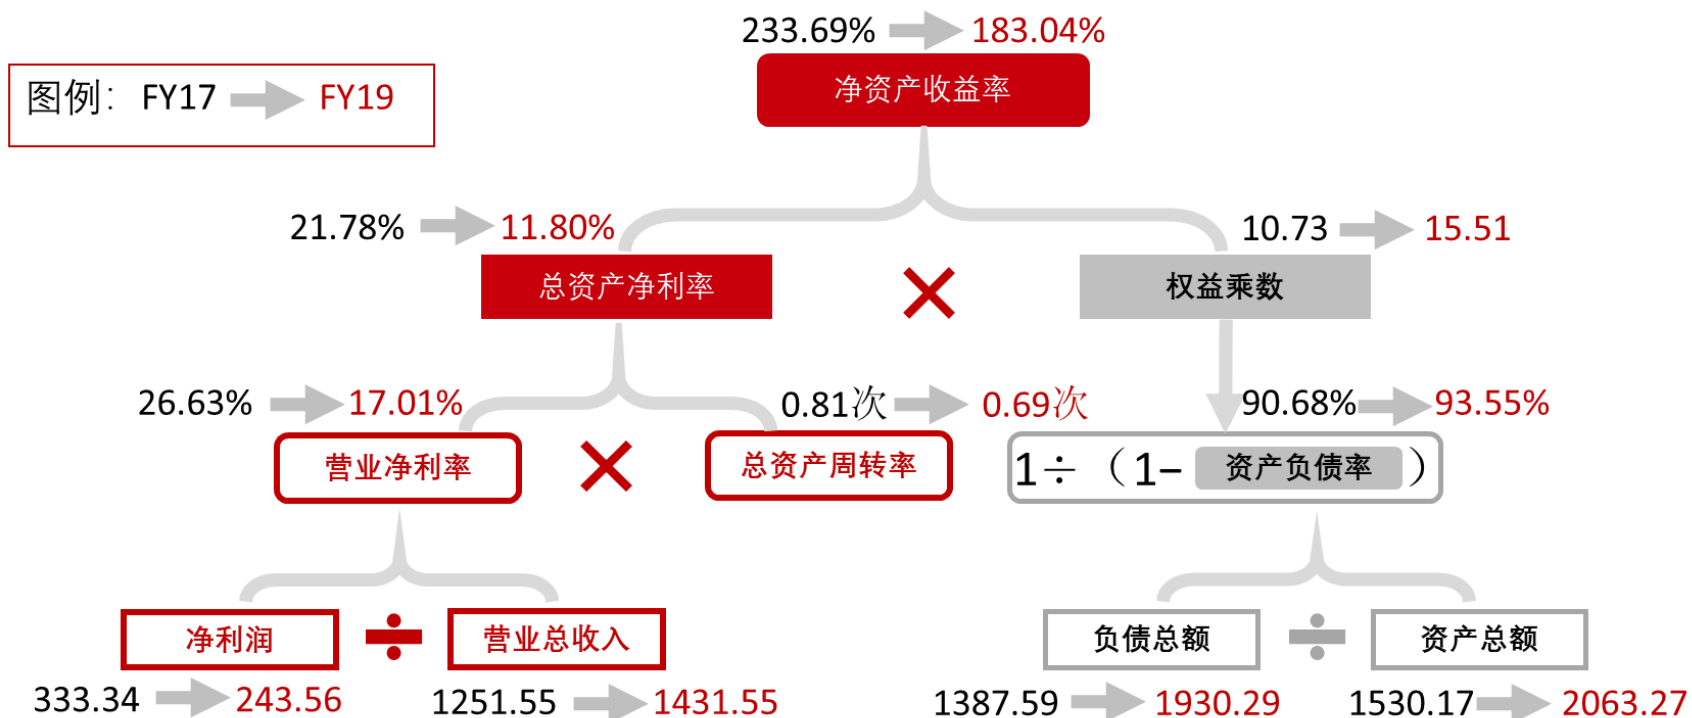 233.69% 183.04%
图例：FY17 FY19
净资产收益率
21.78% 11.80%
10.73 15.51
总资产净利率
×
权益乘数
26.63% 17.01%
0.81次 0.69次
90.68% 93.55%
营业净利率
×
总资产周转率
1÷（1- 资产负债率）
净利润
÷
营业总收入
负债总额
÷
资产总额
333.34 243.56
1251.55 1431.55
1387.59 1930.29
1530.17 2063.27